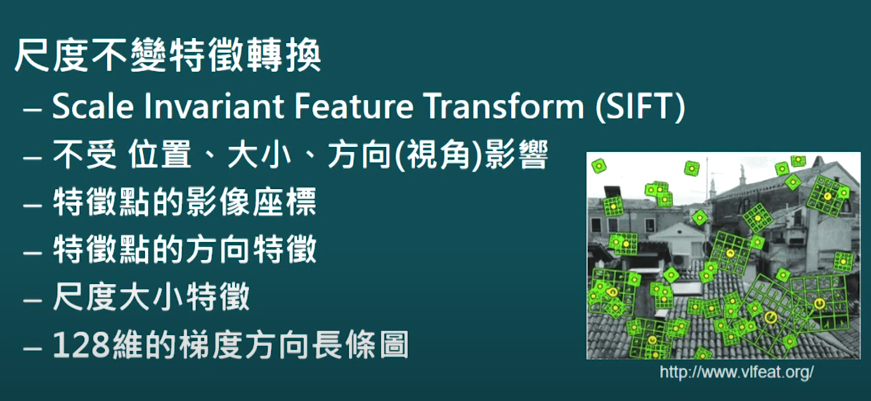 尺度不變特徵轉換
– Scale Invariant Feature Transform (SIFT)
– 不受 位置、大小、方向(視角)影響
– 特徵點的影像座標
– 特徵點的方向特徵
– 尺度大小特徵
– 128維的梯度方向長條圖
http://www.vlfeat.org/